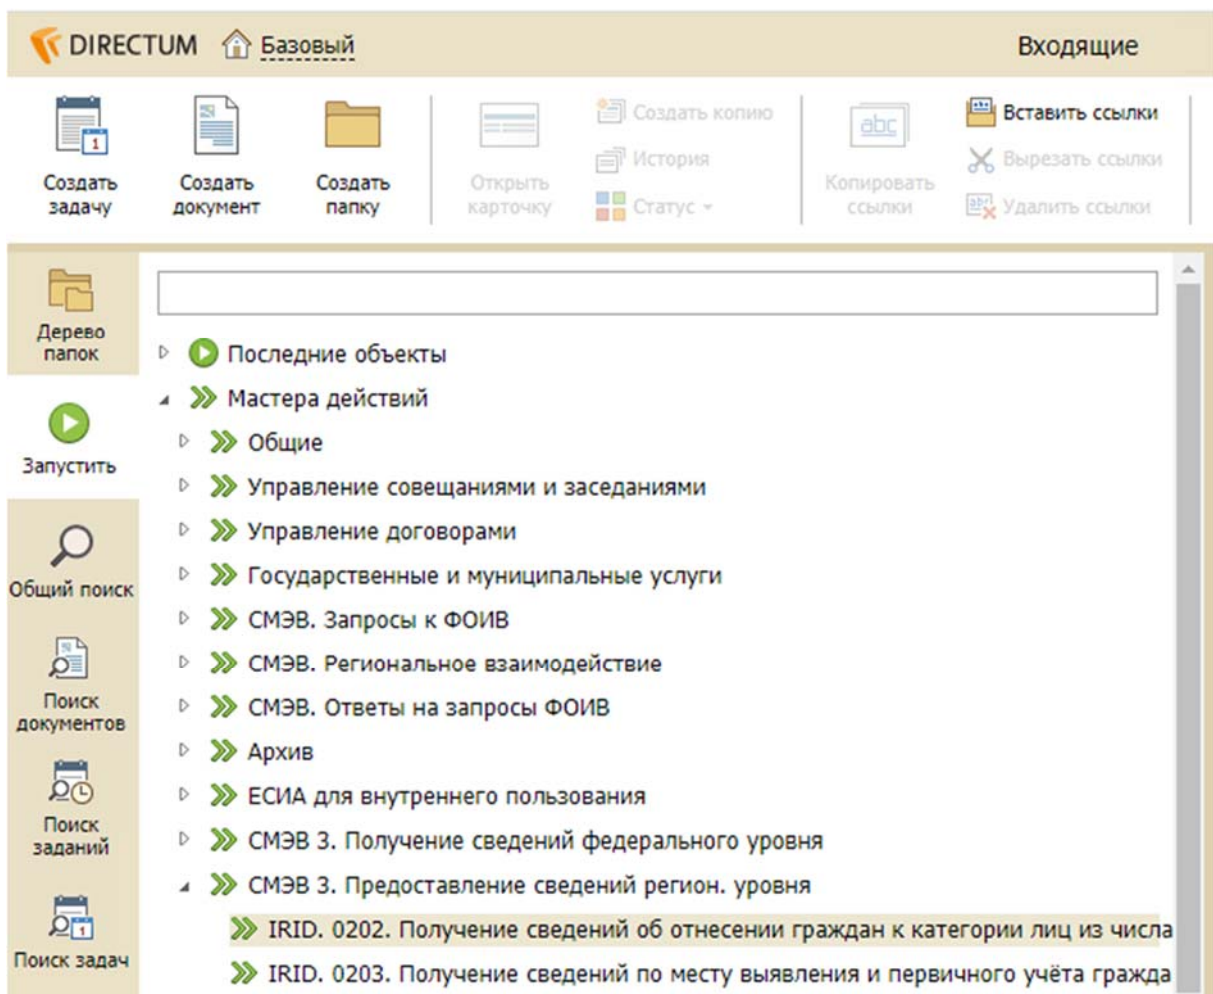 DIRECTUM Базовый Входящие
Создать задачу
Создать документ
Создать папку
Открыть карточку
Создать копию
История
Статус
Копировать ссылки
Вставить ссылки
Вырезать ссылки
Удалить ссылки
Дерево папок
Запустить
Общий поиск
Поиск документов
Поиск заданий
Поиск задач
Последние объекты
Мастера действий
Общие
Управление совещаниями и заседаниями
Управление договорами
Государственные и муниципальные услуги
СМЭВ. Запросы к ФОИВ
СМЭВ. Региональное взаимодействие
СМЭВ. Ответы на запросы ФОИВ
Архив
ЕСИА для внутреннего пользования
СМЭВ 3. Получение сведений федерального уровня
СМЭВ 3. Предоставление сведений регион. уровня
IRID. 0202. Получение сведений об отнесении граждан к категории лиц из числа
IRID. 0203. Получение сведений по месту выявления и первичного учёта гражда